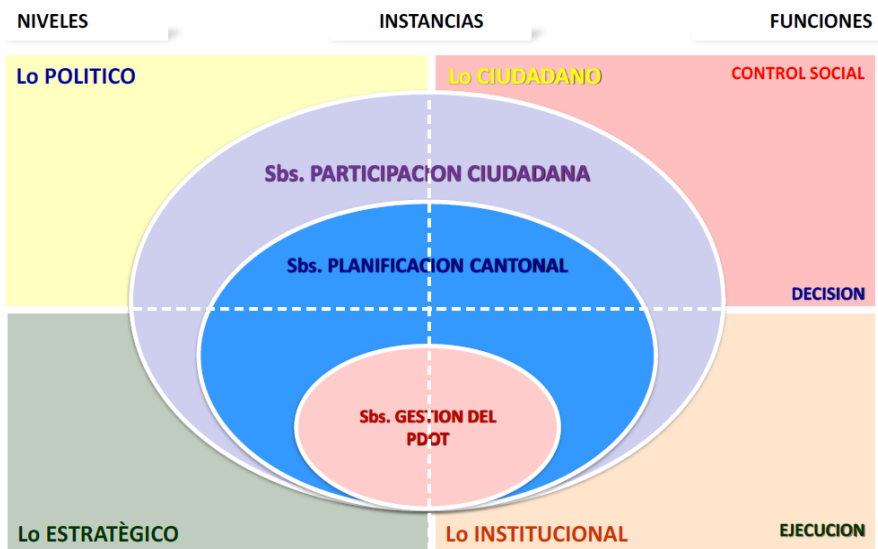 NIVELES
INSTANCIAS
FUNCIONES
Lo POLITICO
Lo CIUDADANO
CONTROL SOCIAL
Sbs. PARTICIPACION CIUDADANA
Sbs. PLANIFICACION CANTONAL
DECISION
Sbs. GESTION DEL
PDOT
Lo ESTRATÈGICO
Lo INSTITUCIONAL
EJECUCION